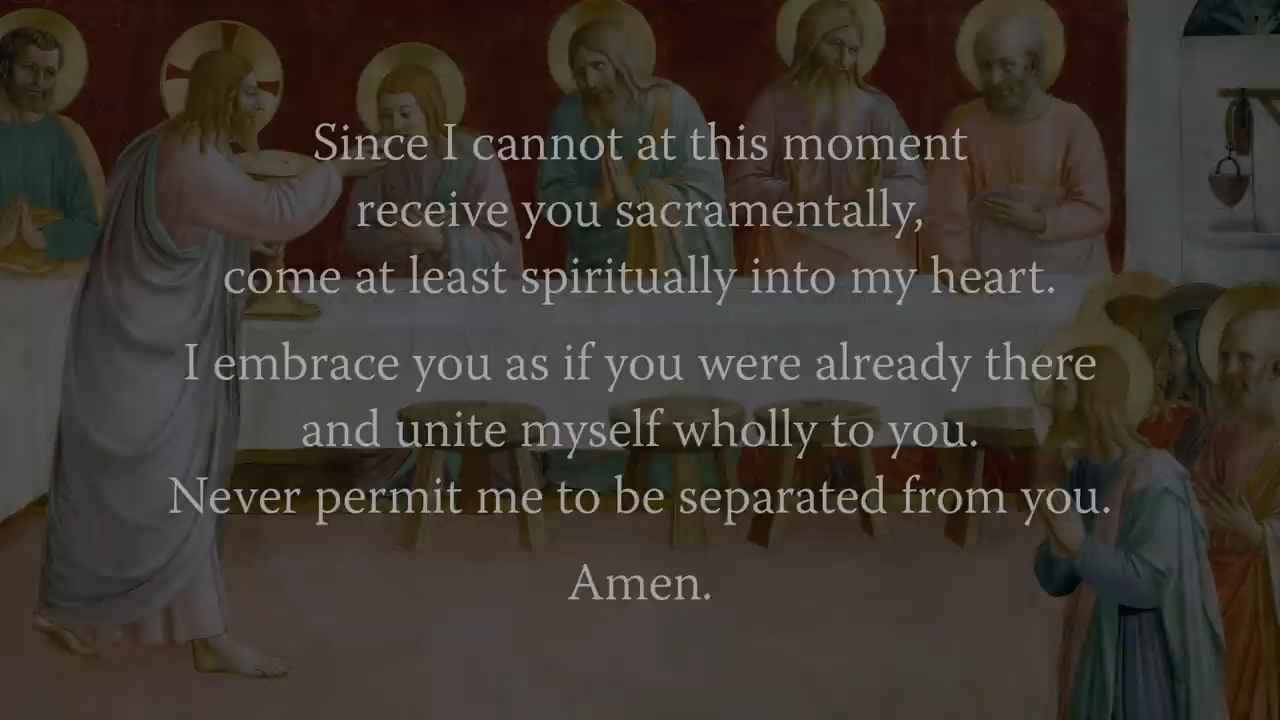 Since I cannot at this moment
receive you sacramentally,
come at least spiritually into my heart.
I embrace you as if you were already there
and unite myself wholly to you.
Never permit me to be separated from you.
Amen.